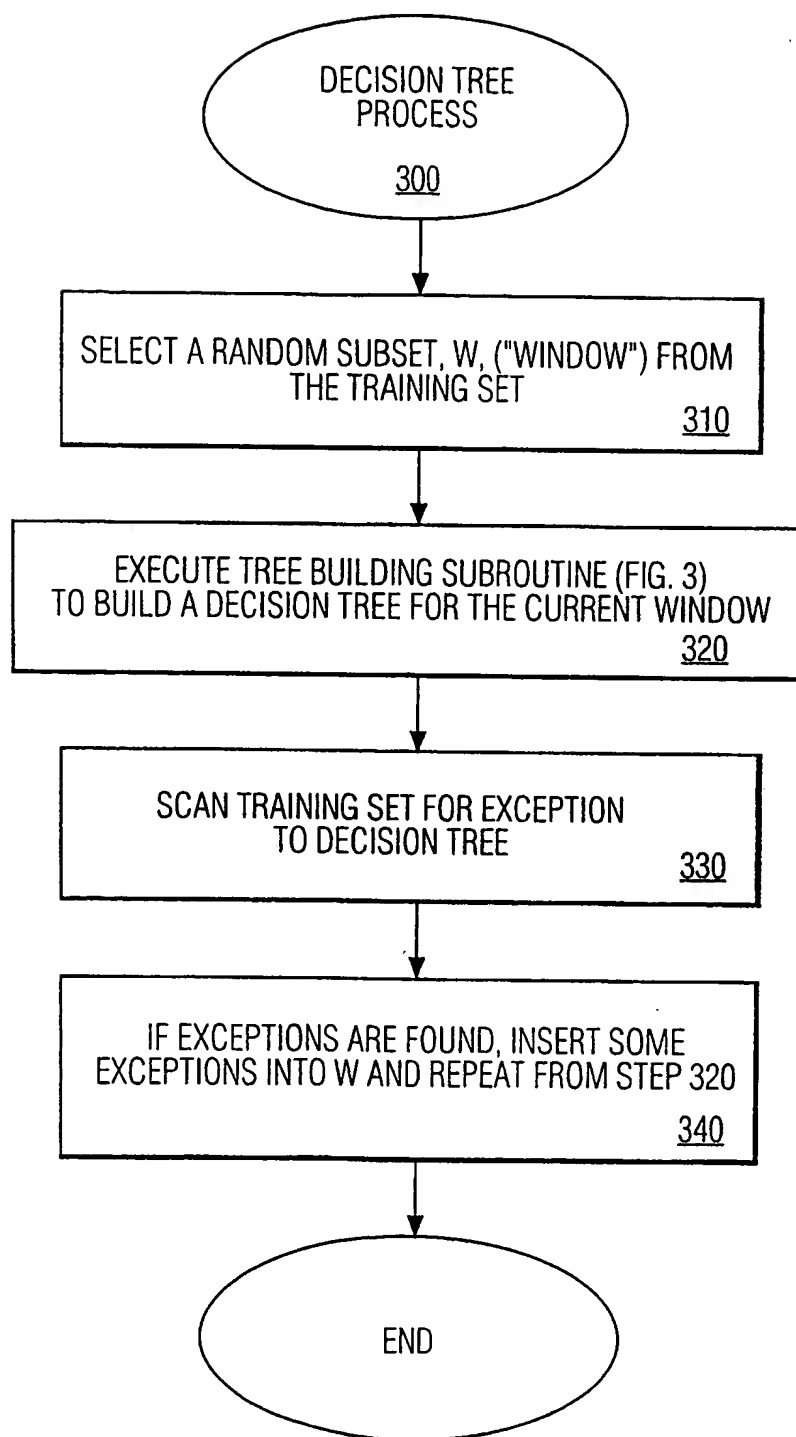 DECISION TREE
PROCESS
300
SELECT A RANDOM SUBSET, W, ("WINDOW") FROM
THE TRAINING SET
310
EXECUTE TREE BUILDING SUBROUTINE (FIG. 3)
TO BUILD A DECISION TREE FOR THE CURRENT WINDOW
320
SCAN TRAINING SET FOR EXCEPTION
TO DECISION TREE
330
IF EXCEPTIONS ARE FOUND, INSERT SOME
EXCEPTIONS INTO W AND REPEAT FROM STEP 320
340
END